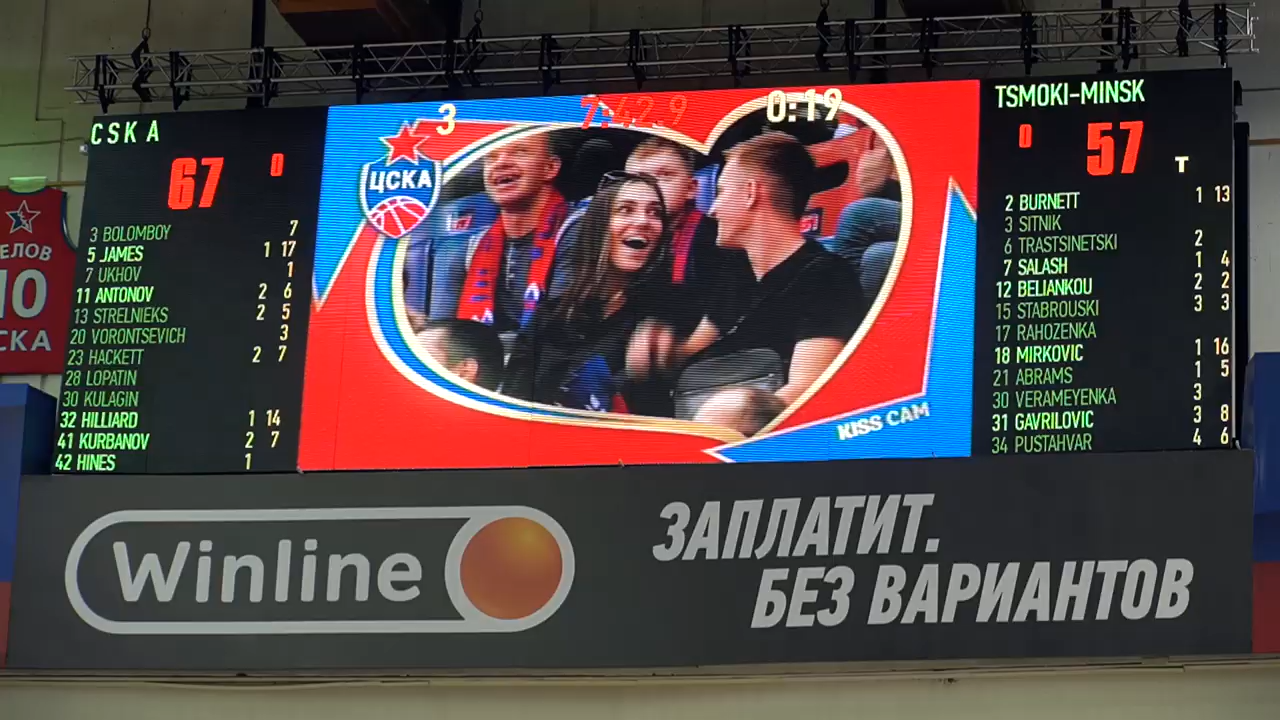 CSKA
67 0
3 BOLOMBOY 7
5 JAMES 1 17
7 UKHOV 1
11 ANTONOV 2 6
13 STRELNIEKS 2 5
20 VORONTSEVICH 3
23 HACKETT 2 7
28 LOPATIN
30 KULAGIN
32 HILLIARD 1 14
41 KURBANOV 2 7
42 HINES 1
3 7:42.9 0:19
ЦСКА
KISS CAM
TSMOKI-MINSK
0 57 T
2 BURNETT 1 13
3 SITNIK
6 TRASTSINETSKI 2
7 SALASH 1 4
12 BELIANKOU 2 2
15 STABROUSKI 3 3
17 RAHOZENKA
18 MIRKOVIC 1 16
21 ABRAMS 1 5
30 VERAMEYENKA 3
31 GAVRILOVIC 3 8
34 PUSTAHVAR 4 6
ЕЛОВ
10
СКА
Winline
ЗАПЛАТИТ.
БЕЗ ВАРИАНТОВ